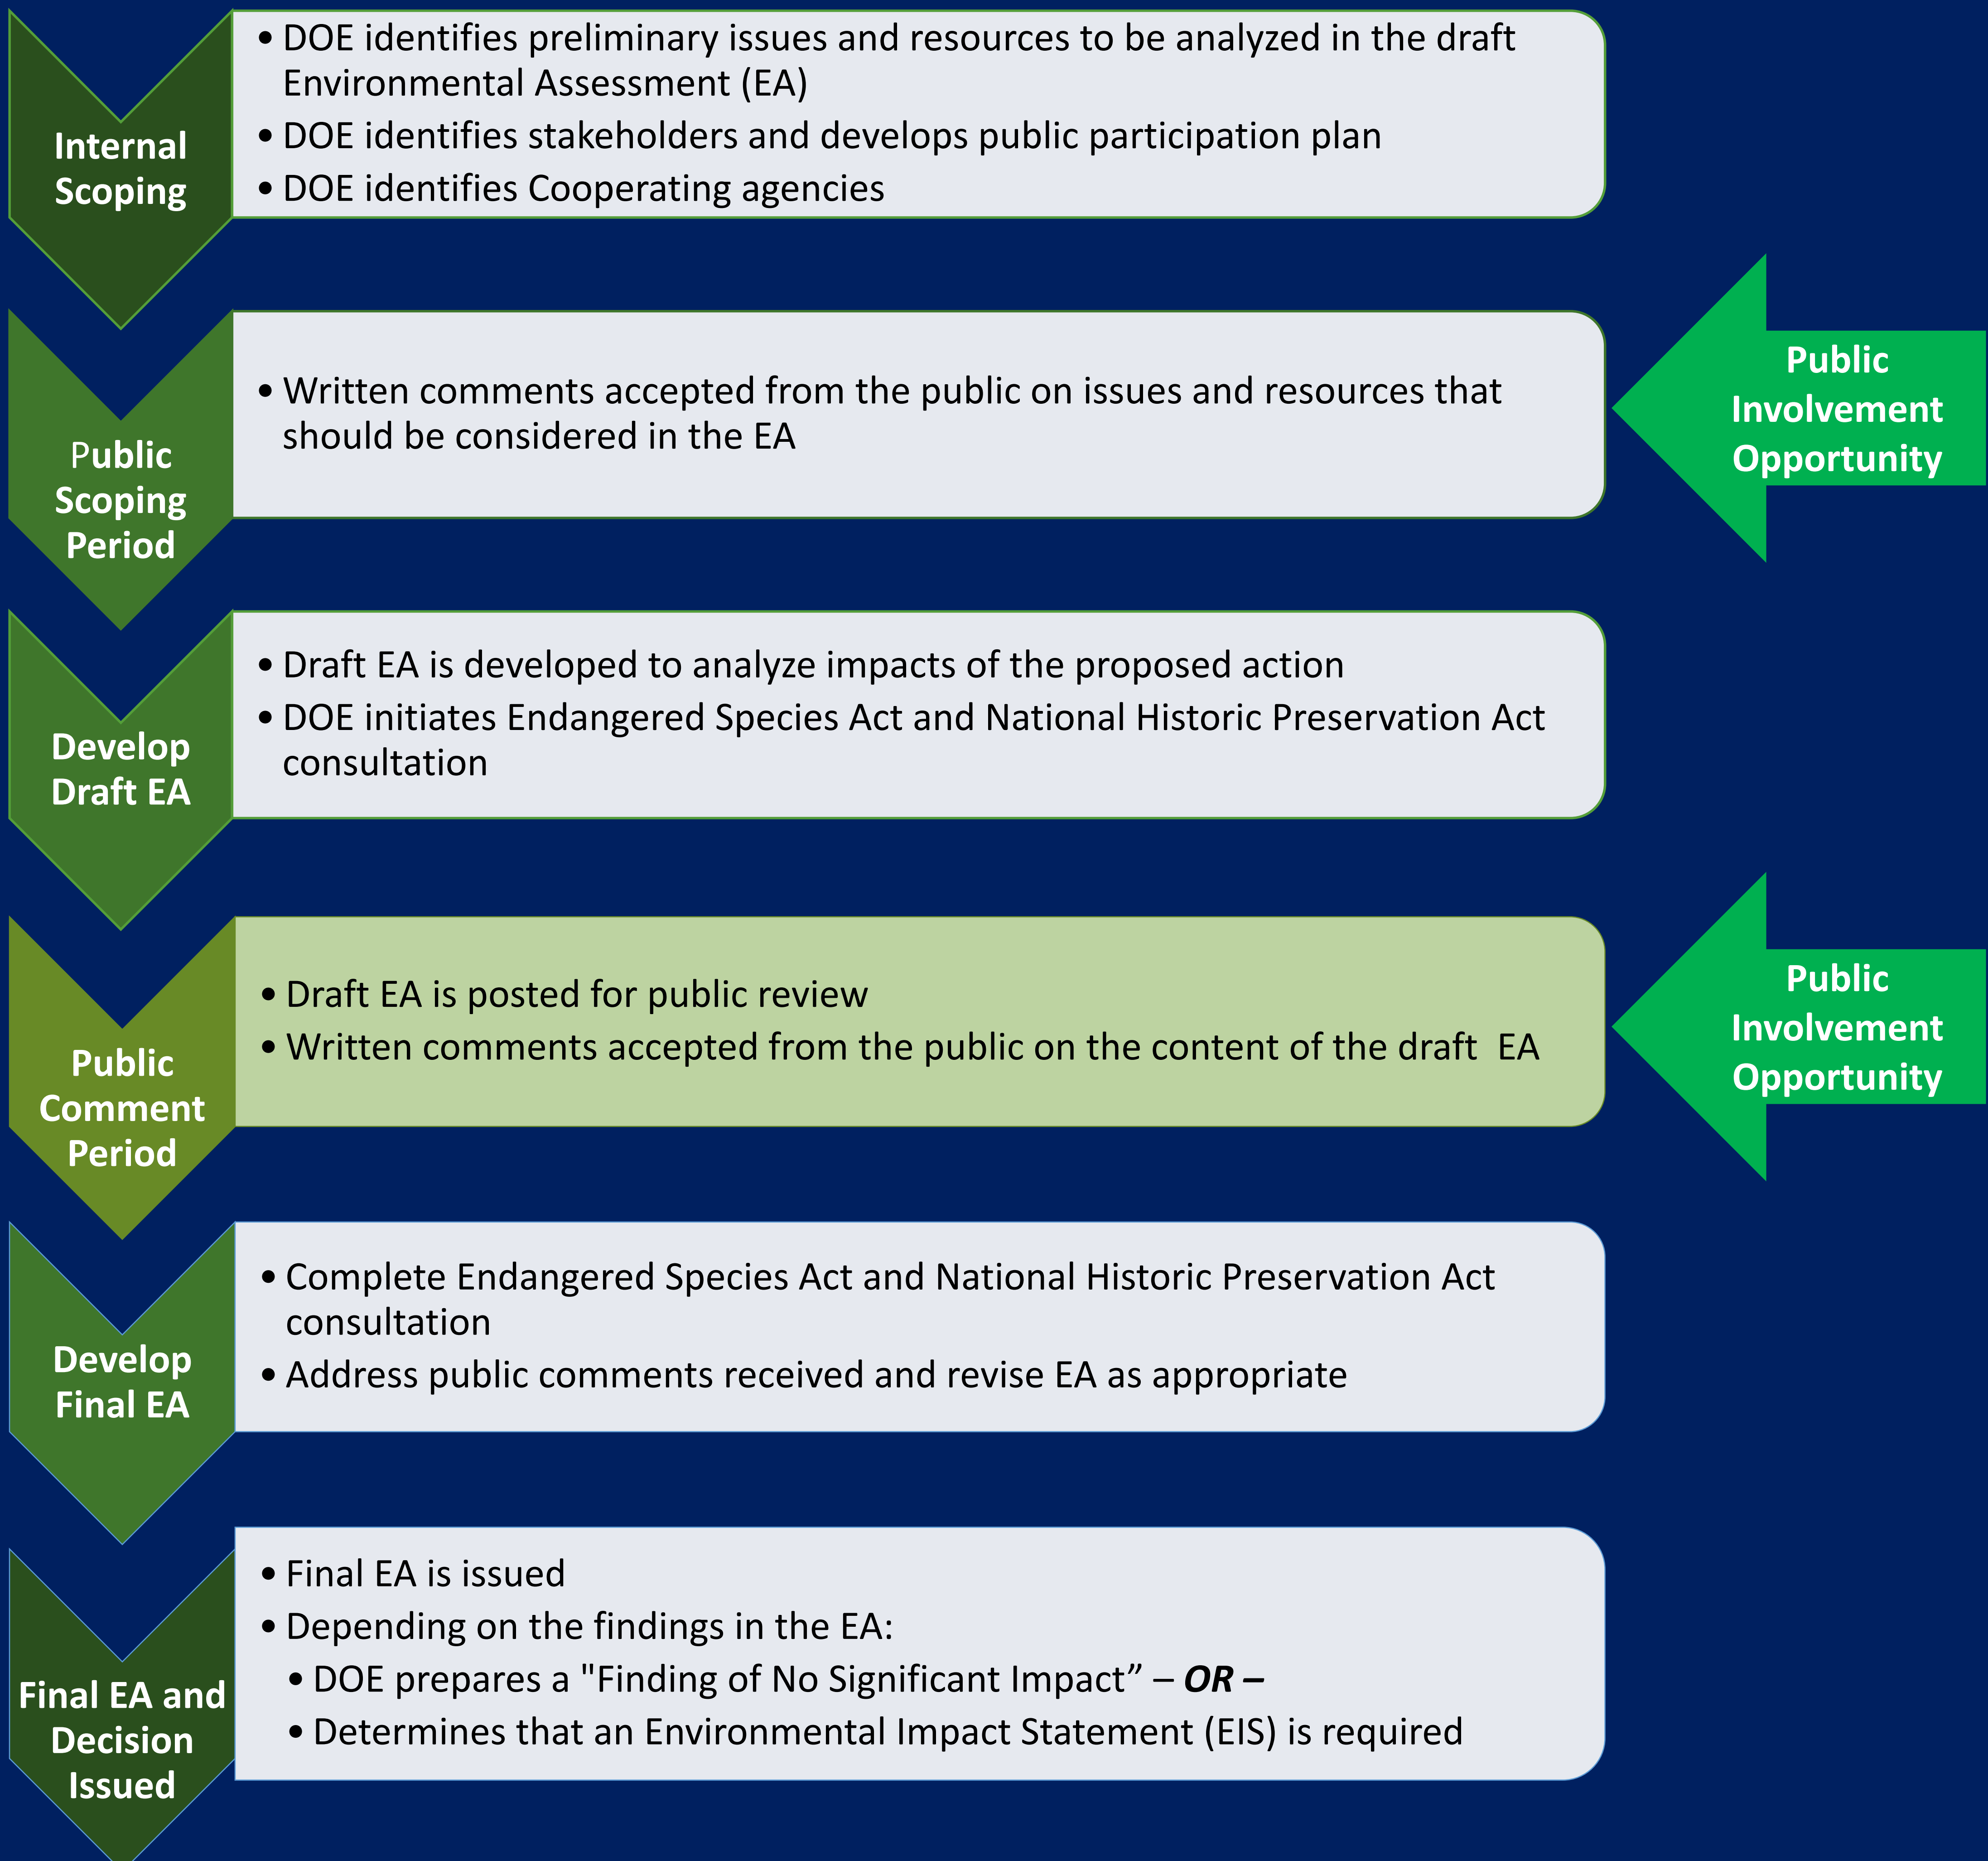 Internal
Scoping
• DOE identifies preliminary issues and resources to be analyzed in the draft
Environmental Assessment (EA)
• DOE identifies stakeholders and develops public participation plan
• DOE identifies Cooperating agencies
Public
Scoping
Period
• Written comments accepted from the public on issues and resources that
should be considered in the EA
Public
Involvement
Opportunity
Develop
Draft EA
• Draft EA is developed to analyze impacts of the proposed action
• DOE initiates Endangered Species Act and National Historic Preservation Act
consultation
Public
Comment
Period
• Draft EA is posted for public review
• Written comments accepted from the public on the content of the draft  EA
Public
Involvement
Opportunity
Develop
Final EA
• Complete Endangered Species Act and National Historic Preservation Act
consultation
• Address public comments received and revise EA as appropriate
Final EA and
Decision
Issued
• Final EA is issued
• Depending on the findings in the EA:
• DOE prepares a "Finding of No Significant Impact” – OR –
• Determines that an Environmental Impact Statement (EIS) is required